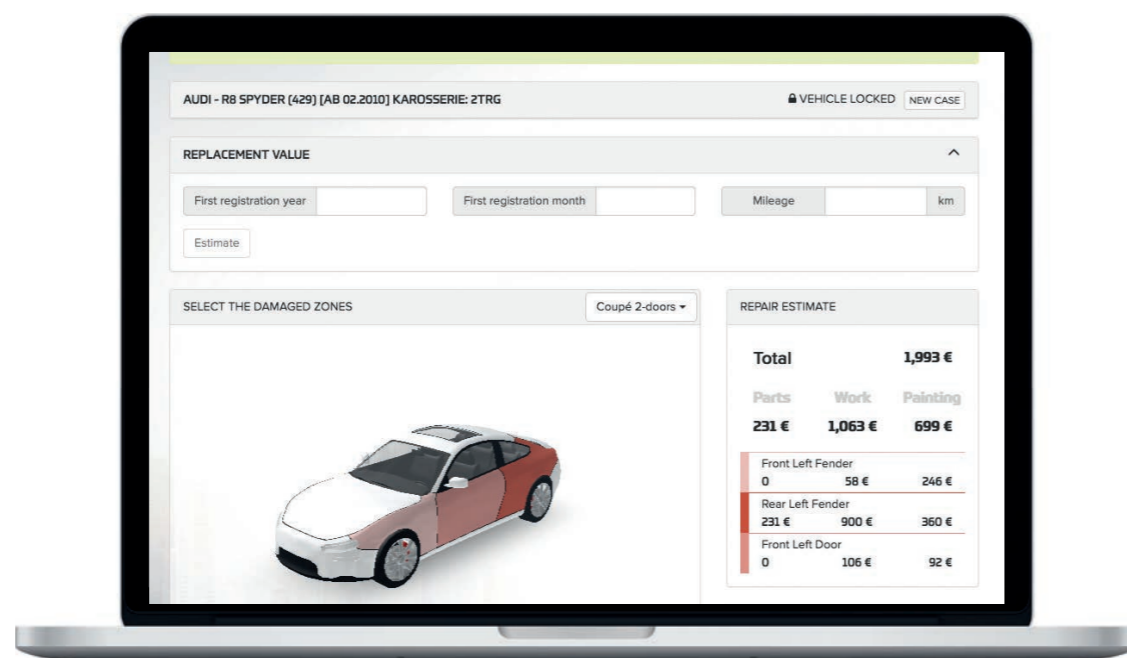 AUDI - R8 SPYDER (429) [AB 02.2010] KAROSSERIE: 2TRG
VEHICLE LOCKED NEW CASE
REPLACEMENT VALUE
First registration year First registration month Mileage km
Estimate
SELECT THE DAMAGED ZONES Coupé 2-doors
REPAIR ESTIMATE
Total 1,993 €
Parts Work Painting
231 € 1,063 € 699 €
Front Left Fender
0 58 € 246 €
Rear Left Fender
231 € 900 € 360 €
Front Left Door
0 106 € 92 €